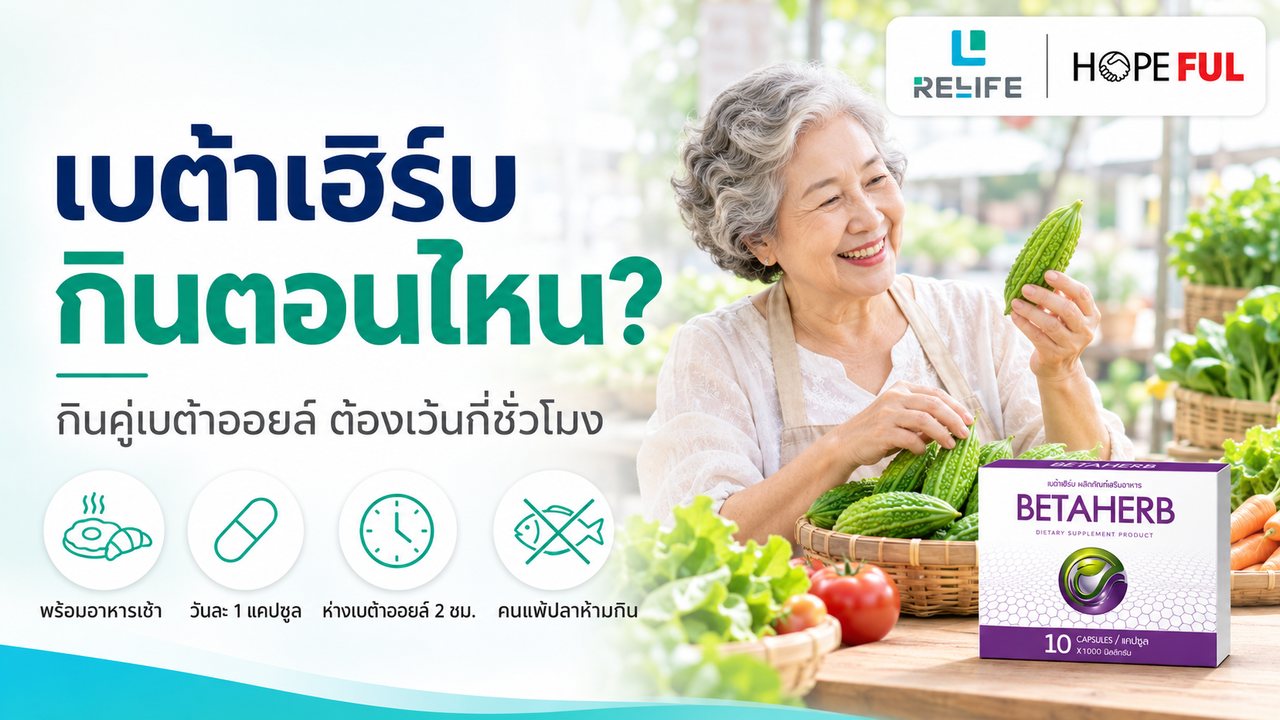 RELIFE
HOPEFUL
เบต้าเฮิร์บ
กินตอนไหน?
กินคู่เบต้าออยล์ ต้องเว้นกี่ชั่วโมง
พร้อมอาหารเช้า
วันละ 1 แคปซูล
ห่างเบต้าออยล์ 2 ชม.
คนแพ้ปลาห้ามกิน
BETAHERB
เบต้าเฮิร์บ ผลิตภัณฑ์เสริมอาหาร
BETAHERB
DIETARY SUPPLEMENT PRODUCT
10 CAPSULES / แคปซูล
X 1000 มิลลิกรัม